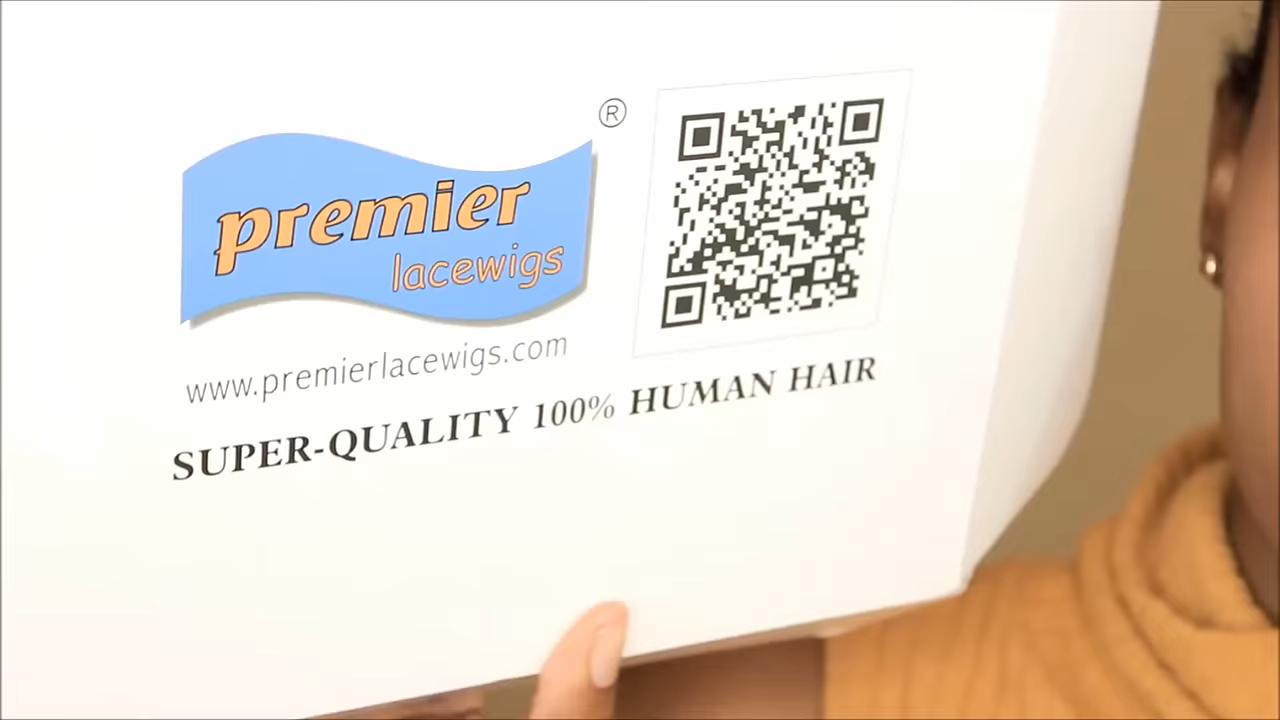 premier
lacewigs
®
www.premierlacewigs.com
SUPER-QUALITY 100% HUMAN HAIR